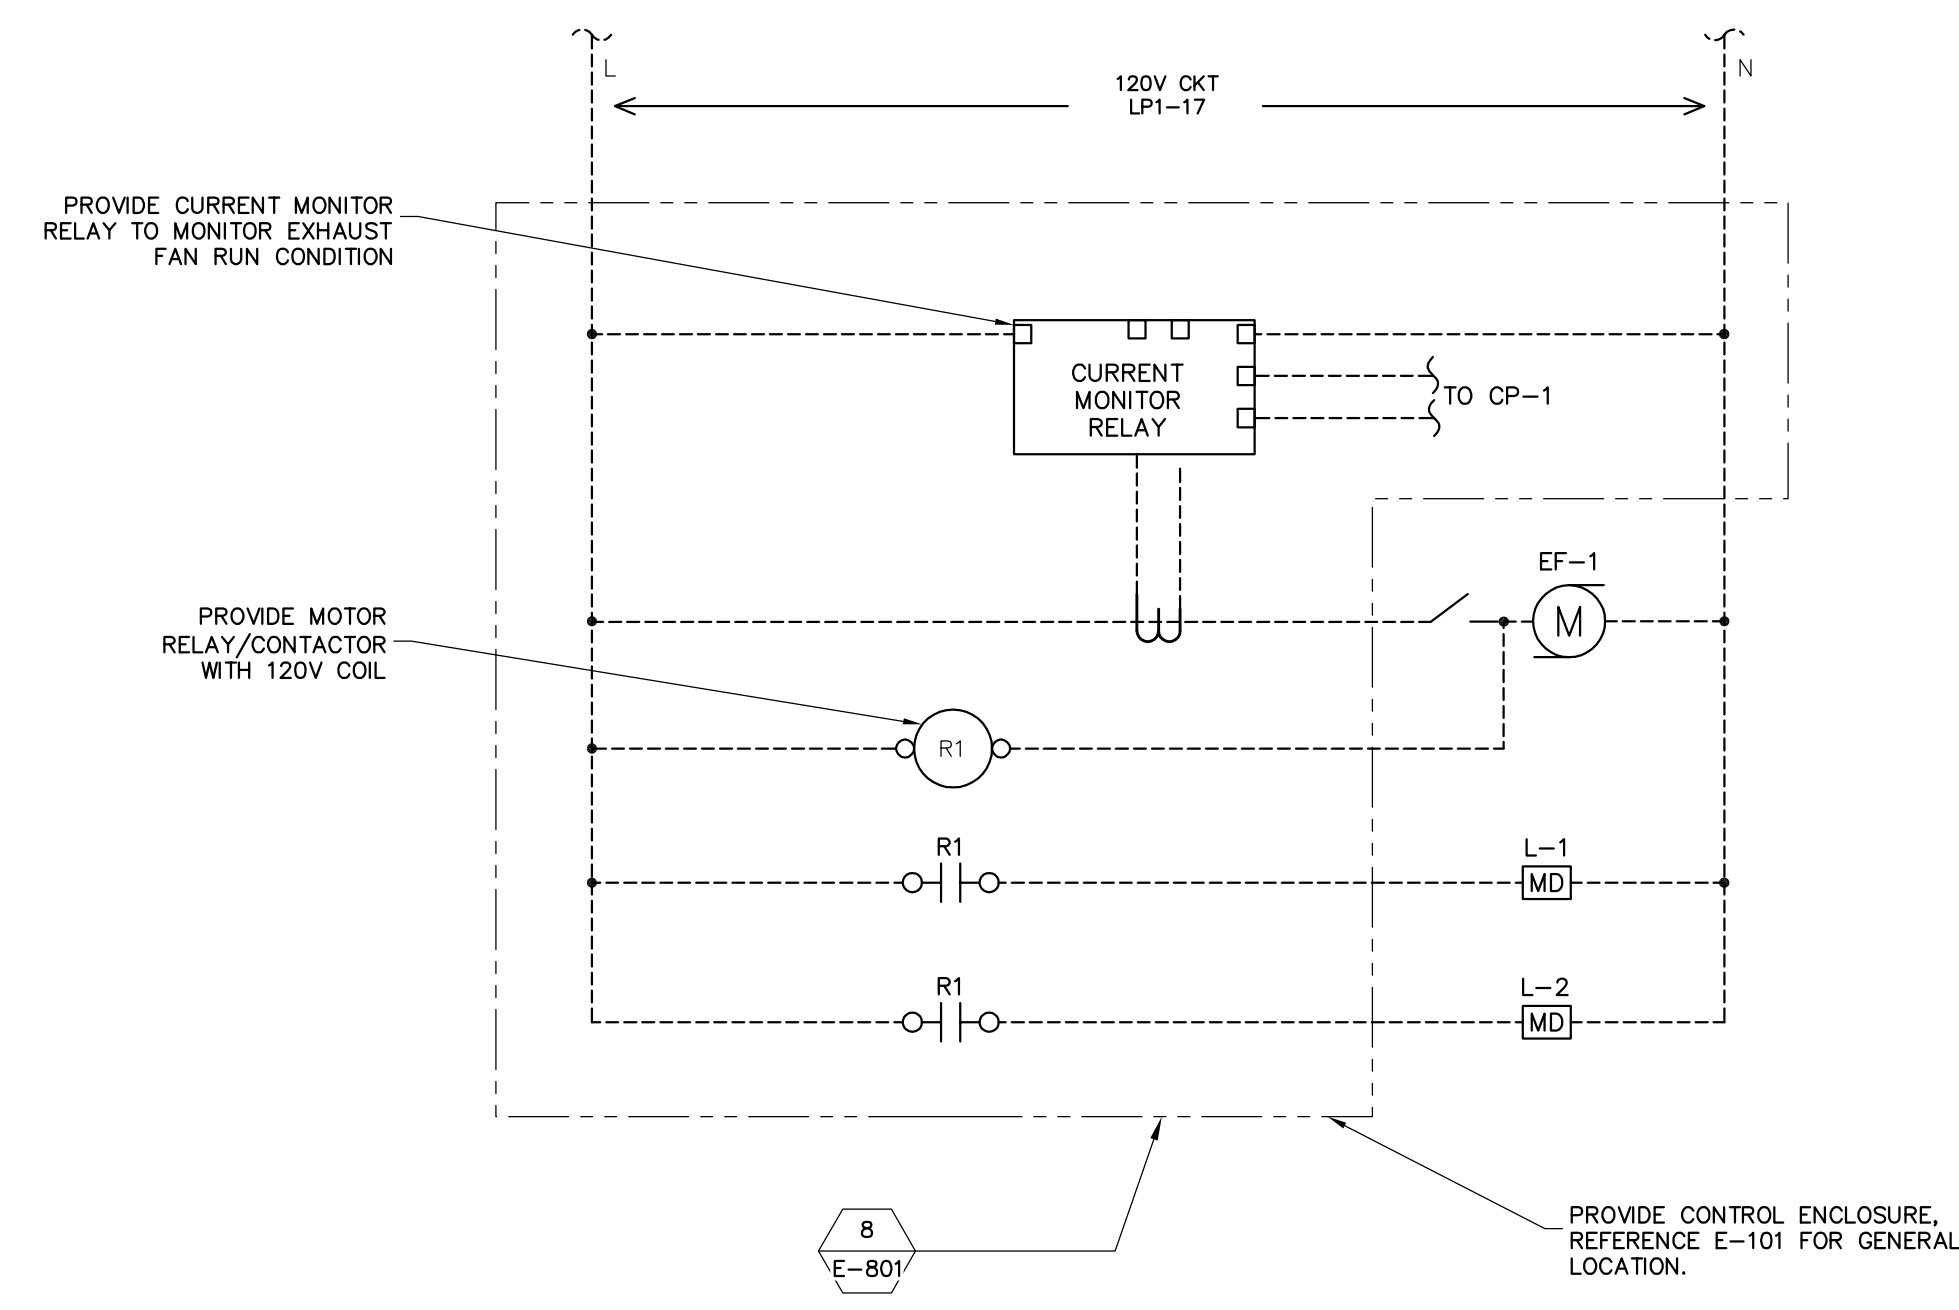 L
N
120V CKT
LP1-17
PROVIDE CURRENT MONITOR
RELAY TO MONITOR EXHAUST
FAN RUN CONDITION
CURRENT
MONITOR
RELAY
TO CP-1
EF-1
M
PROVIDE MOTOR
RELAY/CONTACTOR
WITH 120V COIL
R1
R1
L-1
MD
R1
L-2
MD
8
E-801
PROVIDE CONTROL ENCLOSURE,
REFERENCE E-101 FOR GENERAL
LOCATION.